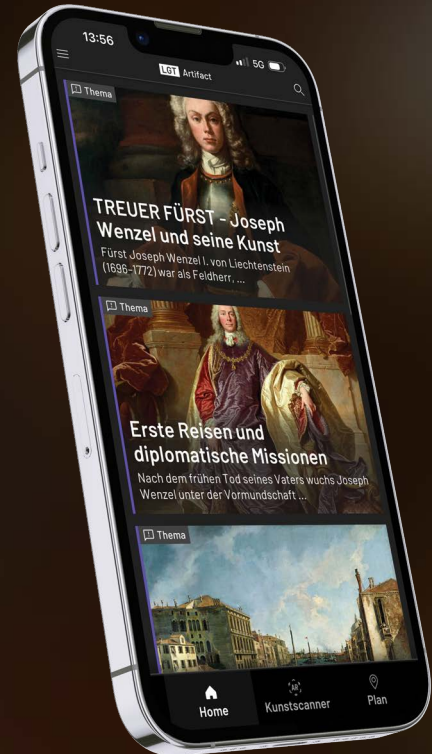 13:56
5G
LGT Artifact
Thema
TREUER FÜRST - Joseph
Wenzel und seine Kunst
Fürst Joseph Wenzel I. von Liechtenstein
(1696-1772) war als Feldherr, ...
Thema
Erste Reisen und
diplomatische Missionen
Nach dem frühen Tod seines Vaters wuchs Joseph
Wenzel unter der Vormundschaft ...
Thema
AR
Home
Kunstscanner
Plan